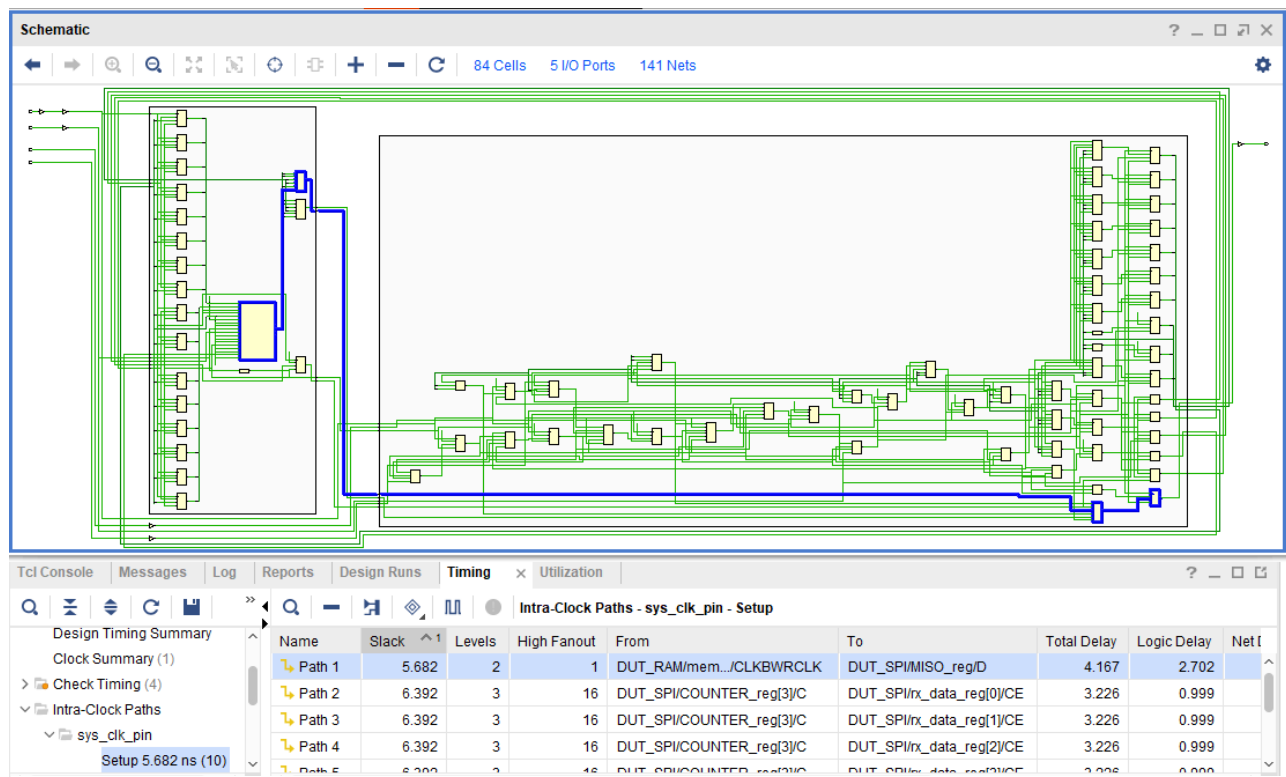 Schematic
84 Cells 5 I/O Ports 141 Nets
Tcl Console Messages Log Reports Design Runs Timing Utilization
Intra-Clock Paths - sys_clk_pin - Setup
Design Timing Summary
Clock Summary (1)
Check Timing (4)
Intra-Clock Paths
sys_clk_pin
Setup 5.682 ns (10)
Name Slack ^1 Levels High Fanout From To Total Delay Logic Delay Net D
Path 1 5.682 2 1 DUT_RAM/mem.../CLKBWRCLK DUT_SPI/MISO_reg/D 4.167 2.702
Path 2 6.392 3 16 DUT_SPI/COUNTER_reg[3]/C DUT_SPI/rx_data_reg[0]/CE 3.226 0.999
Path 3 6.392 3 16 DUT_SPI/COUNTER_reg[3]/C DUT_SPI/rx_data_reg[1]/CE 3.226 0.999
Path 4 6.392 3 16 DUT_SPI/COUNTER_reg[3]/C DUT_SPI/rx_data_reg[2]/CE 3.226 0.999